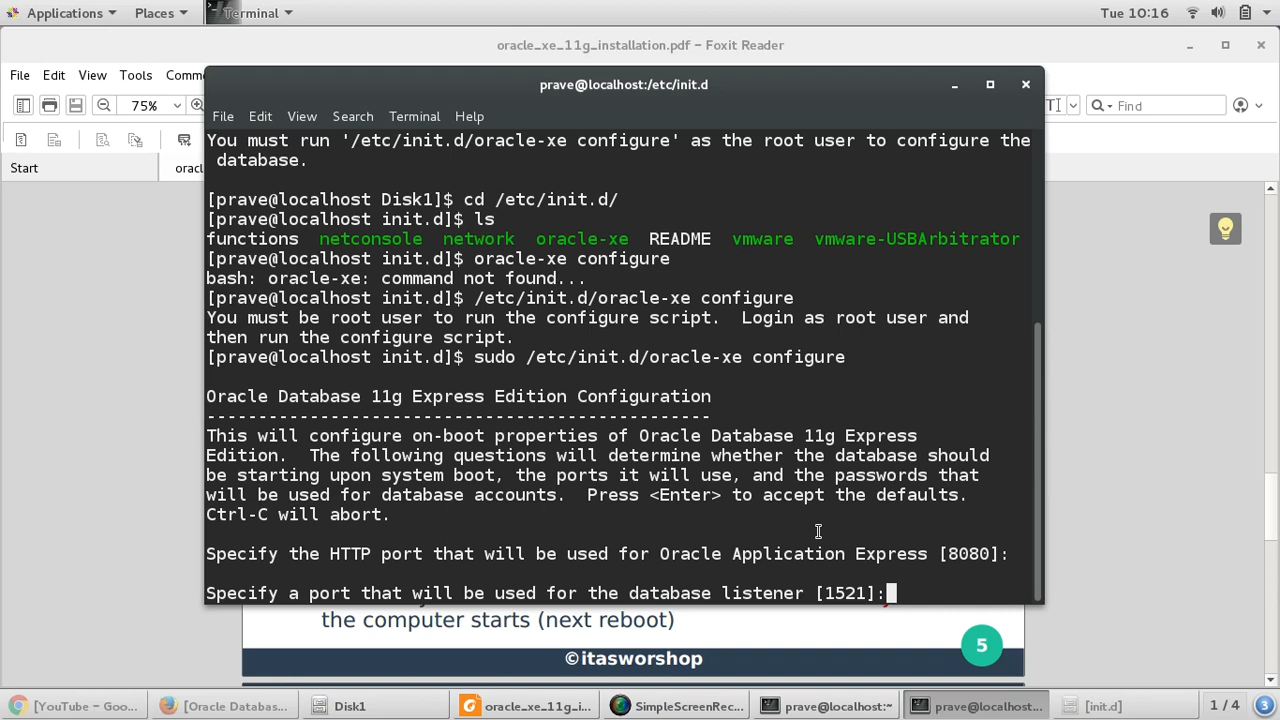 Applications Places Terminal Tue 10:16
oracle_xe_11g_installation.pdf – Foxit Reader
File Edit View Tools Comme
75% Find
Start oracl
prave@localhost:/etc/init.d
File Edit View Search Terminal Help
You must run '/etc/init.d/oracle-xe configure' as the root user to configure the
 database.
[prave@localhost Disk1]$ cd /etc/init.d/
[prave@localhost init.d]$ ls
functions netconsole network oracle-xe README vmware vmware-USBArbitrator
[prave@localhost init.d]$ oracle-xe configure
bash: oracle-xe: command not found...
[prave@localhost init.d]$ /etc/init.d/oracle-xe configure
You must be root user to run the configure script.  Login as root user and
then run the configure script.
[prave@localhost init.d]$ sudo /etc/init.d/oracle-xe configure
Oracle Database 11g Express Edition Configuration
-------------------------------------------------
This will configure on-boot properties of Oracle Database 11g Express
Edition.  The following questions will determine whether the database should
be starting upon system boot, the ports it will use, and the passwords that
will be used for database accounts.  Press <Enter> to accept the defaults.
Ctrl-C will abort.
Specify the HTTP port that will be used for Oracle Application Express [8080]:
Specify a port that will be used for the database listener [1521]:
the computer starts (next reboot)
5
©itasworshop
[YouTube – Goo... [Oracle Databas... Disk1 oracle_xe_11g_in... SimpleScreenRec... prave@localhost:~ prave@localhost:... [init.d] 1 / 4 3